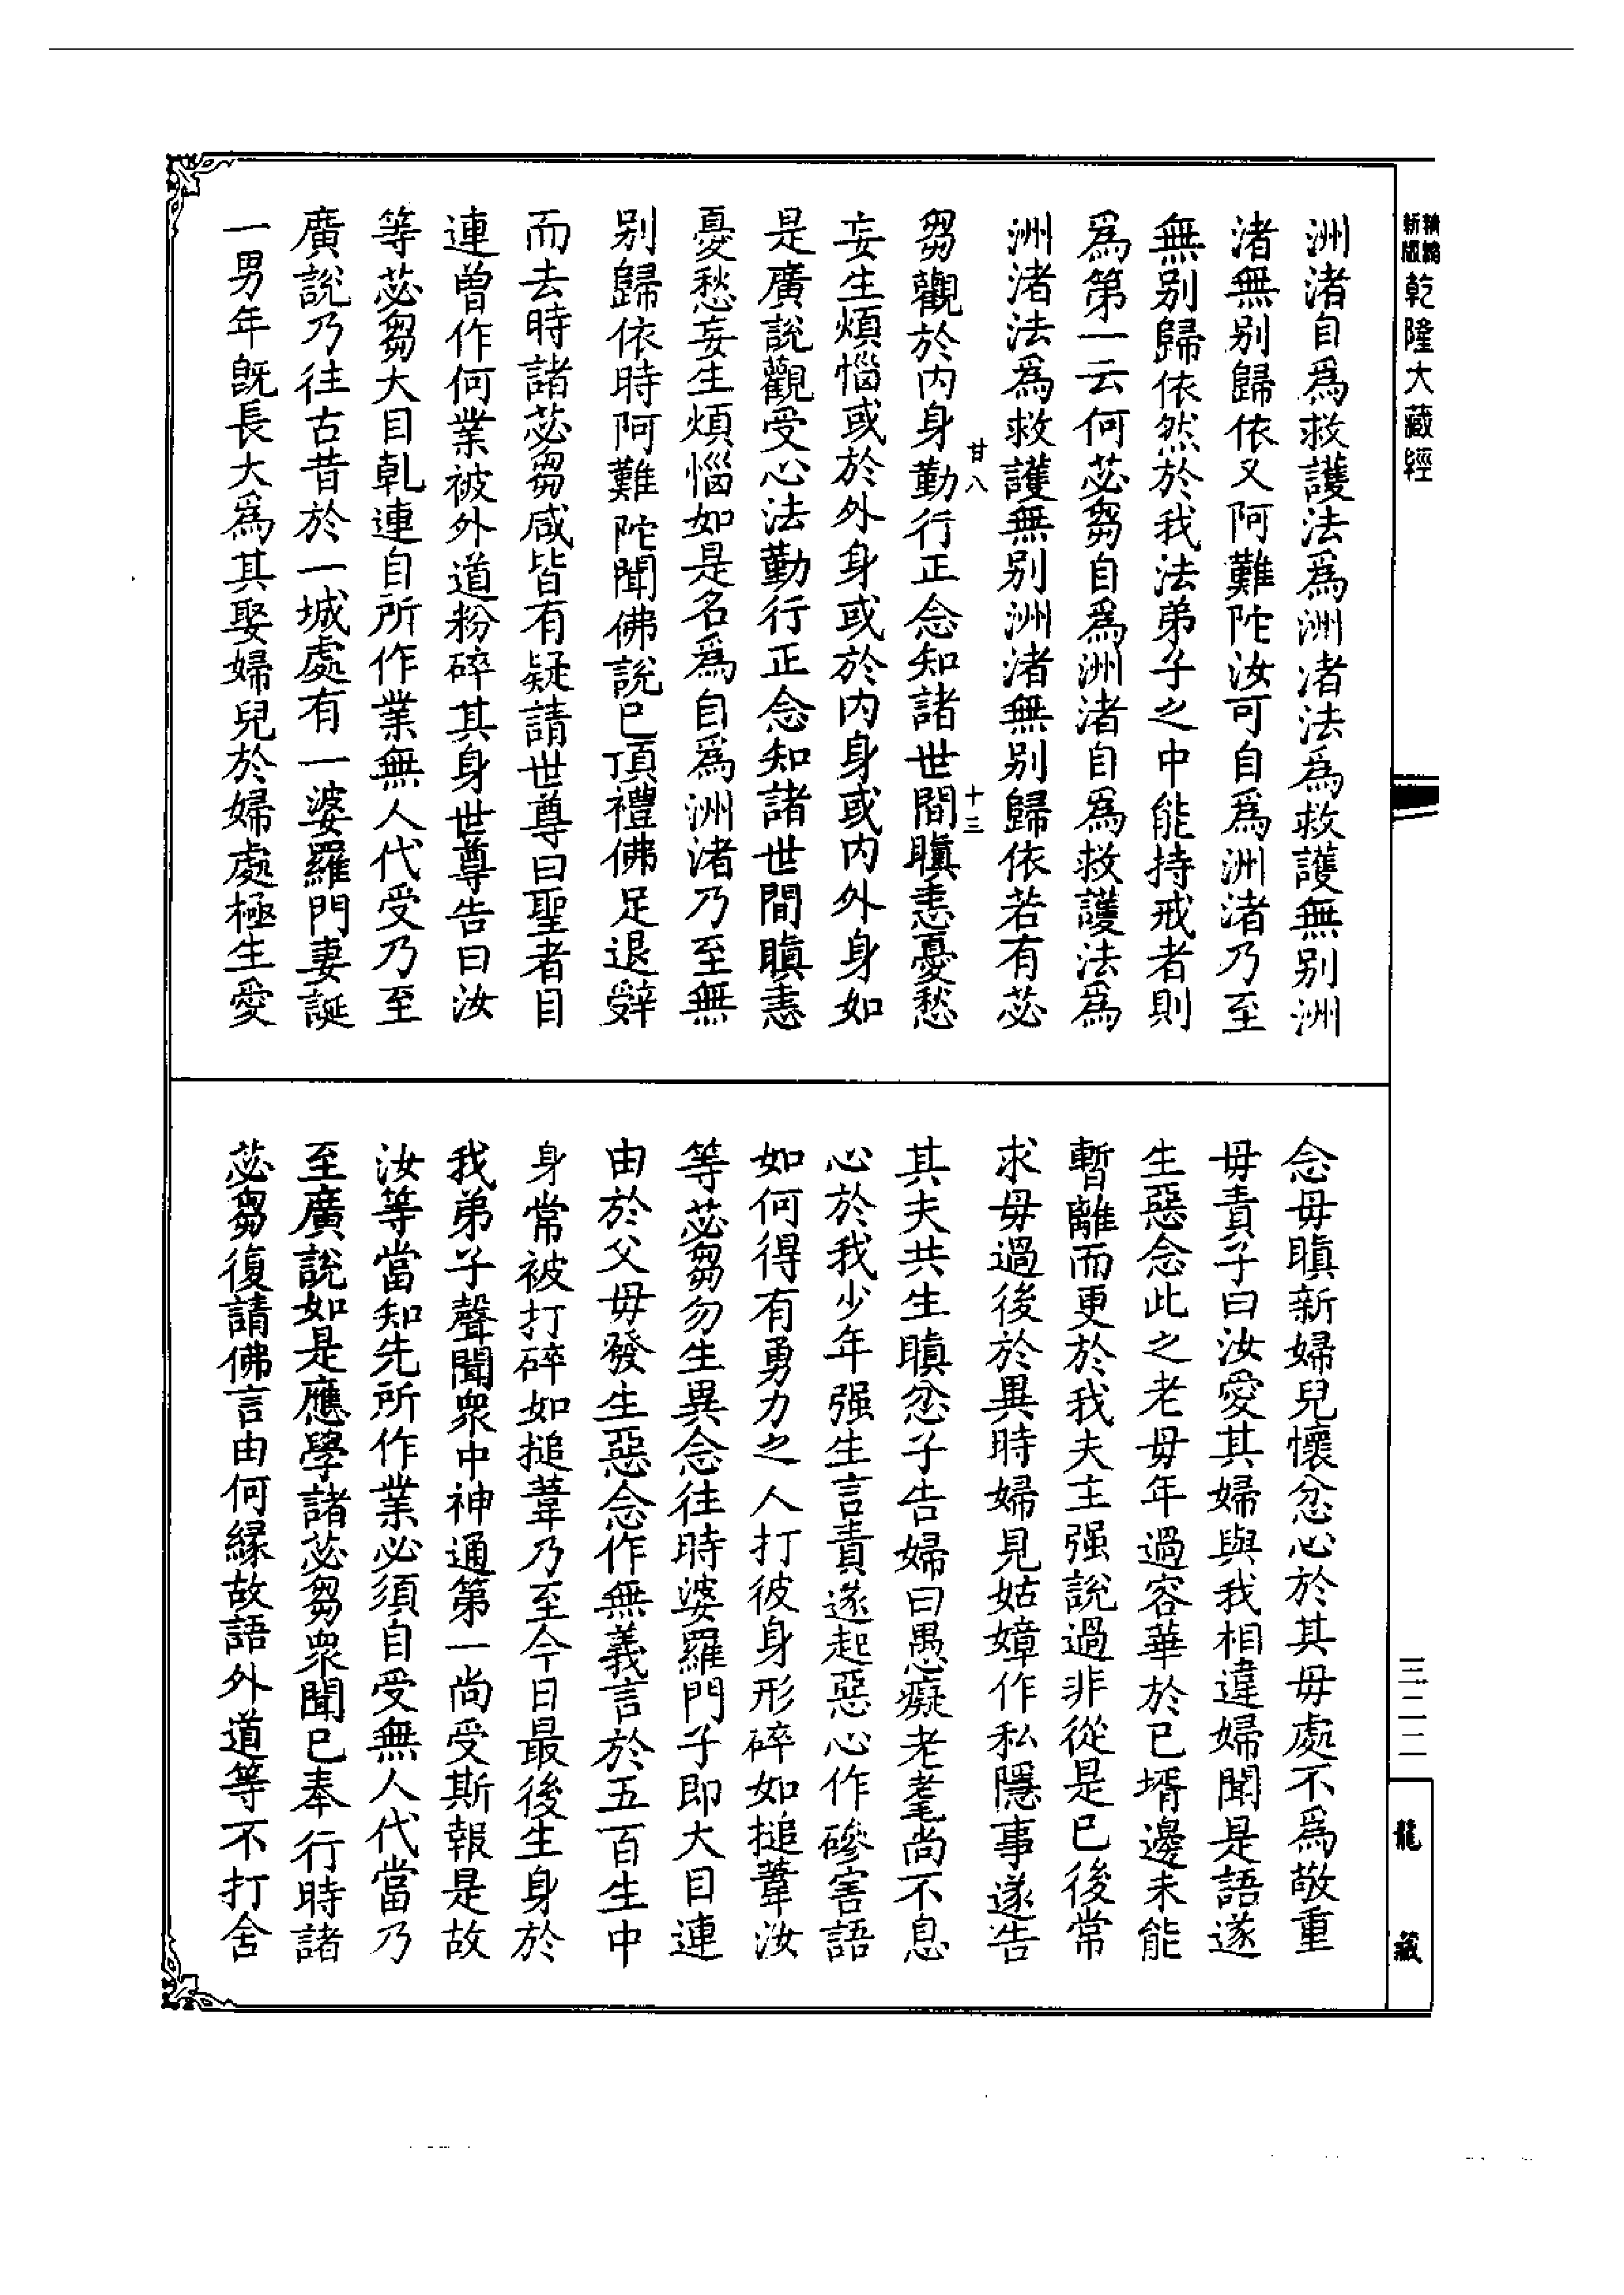 精編
新版
乾隆大藏經
洲渚自爲救護法爲洲渚法爲救護無别洲
渚無别歸依又阿難陀汝可自爲洲渚乃至
無别歸依然於我法弟子之中能持戒者則
爲第一云何苾芻自爲洲渚自爲救護法爲
洲渚法爲救護無别洲渚無别歸依若有苾
甘八 十三
芻觀於内身勤行正念知諸世間瞋恚憂愁
妄生煩惱或於外身或於内身或内外身如
是廣說觀受心法勤行正念知諸世間瞋恚
憂愁妄生煩惱如是名爲自爲洲渚乃至無
别歸依時阿難陀聞佛說已頂禮佛足退辤
而去時諸苾芻咸皆有疑請世尊曰聖者目
連曾作何業被外道粉碎其身世尊告曰汝
等苾芻大目乹連自所作業無人代受乃至
廣說乃往古昔於一城處有一婆羅門妻誕
一男年旣長大爲其娶婦兒於婦處極生愛
念毋瞋新婦兒懷忿心於其毋處不爲敬重
毋責子曰汝愛其婦與我相違婦聞是語遂
生惡念此之老毋年過容華於已壻邊未能
暫離而更於我夫主强說過非從是已後常
求毋過後於異時婦見姑嫜作私隱事遂告
其夫共生瞋忿子告婦曰愚癡老耄尚不息
心於我少年强生言責遂起惡心作磣害語
如何得有勇力之人打彼身形碎如搥葦汝
等苾芻勿生異念往時婆羅門子即大目連
由於父毋發生惡念作無義言於五百生中
身常被打碎如搥葦乃至今日最後生身於
我弟子聲聞衆中神通第一尚受斯報是故
汝等當知先所作業必須自受無人代當乃
至廣說如是應學諸苾芻衆聞已奉行時諸
苾芻復請佛言由何緣故語外道等不打舍
三二二
龍藏